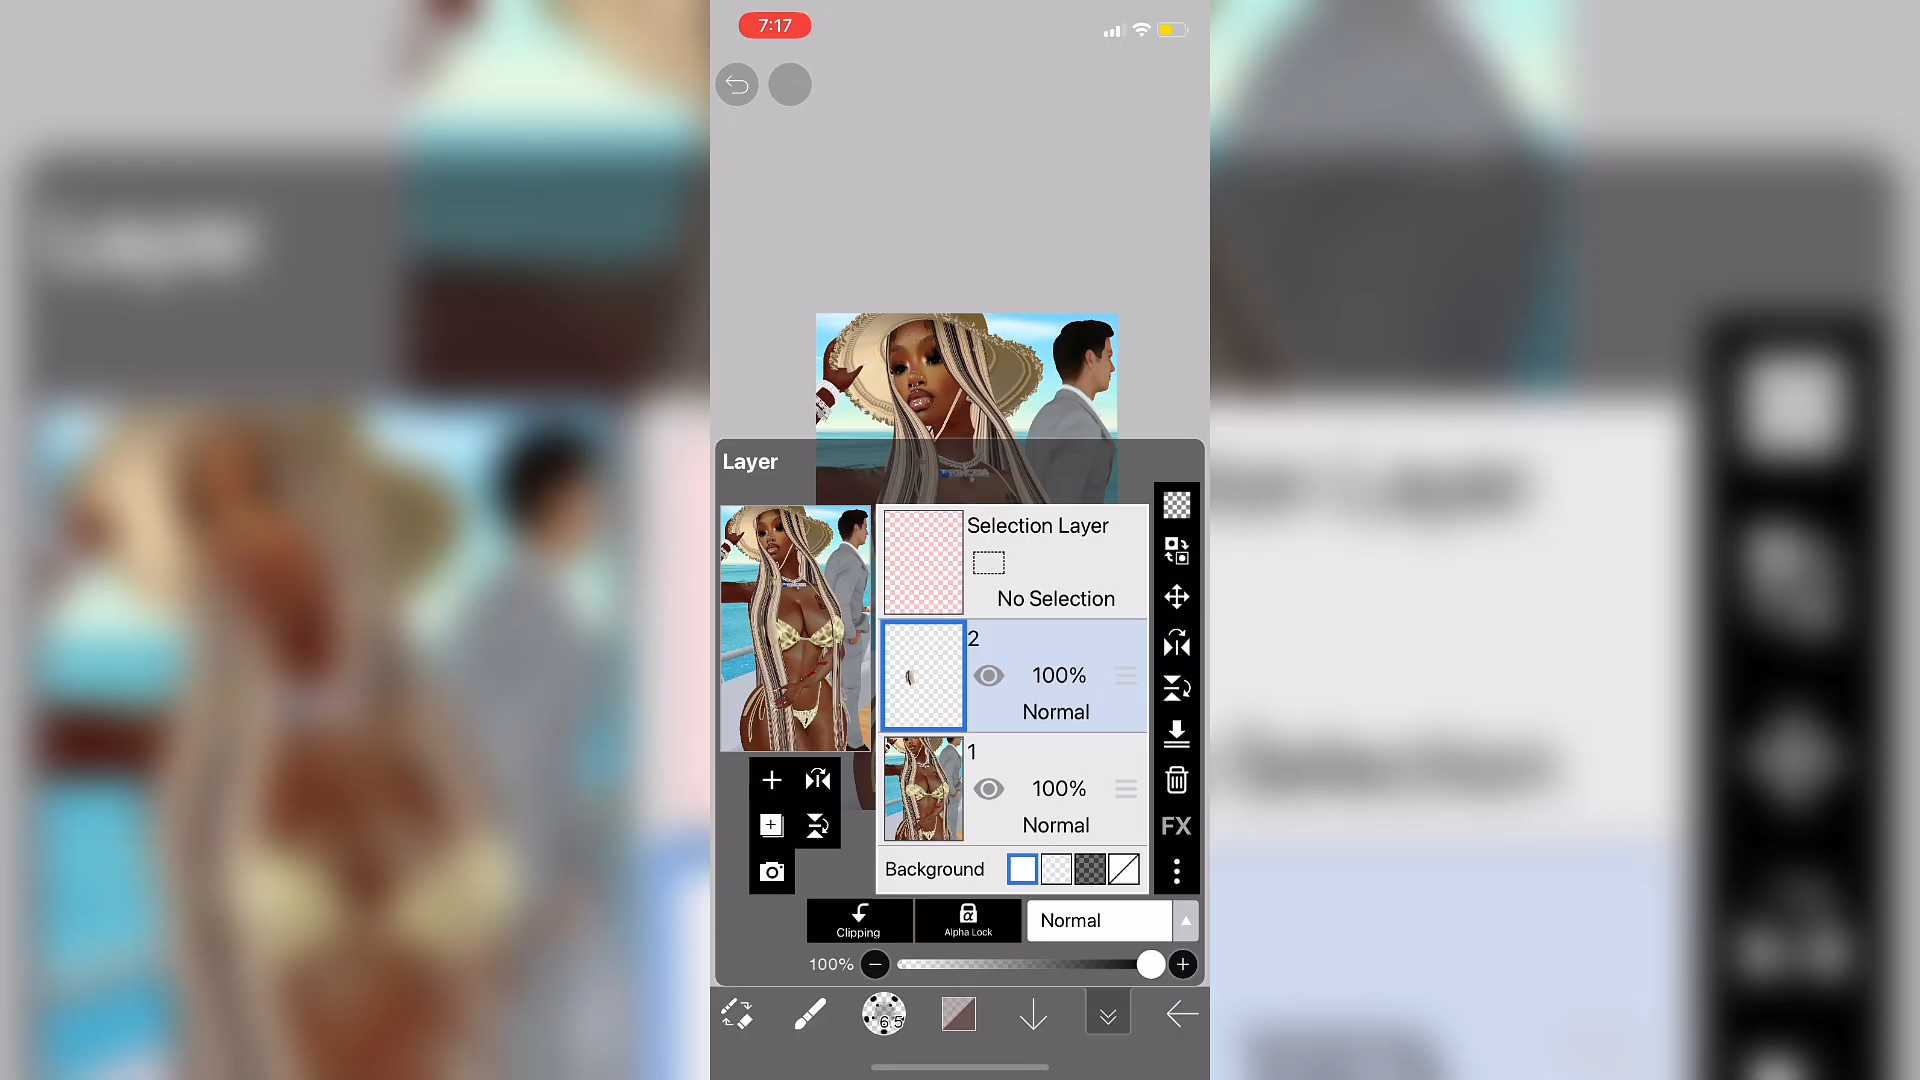 7:17
Layer
Selection Layer
No Selection
2
100%
Normal
1
100%
Normal
Background
FX
Clipping
α
Alpha Lock
Normal
100%
65